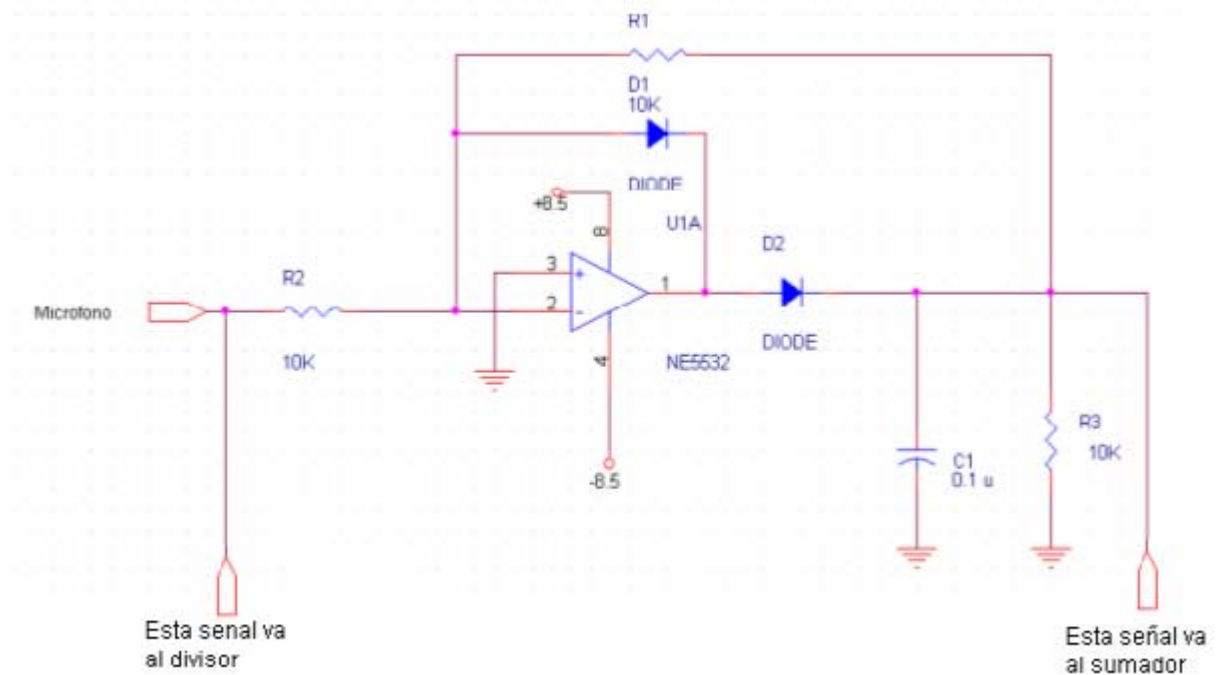 R1
D1
10K
DIODE
+8.5
8
U1A
D2
3
+
1
R2
2
-
Microfono
10K
4
NE5532
DIODE
R3
10K
C1
0.1 u
-8.5
Esta senal va
al divisor
Esta señal va
al sumador